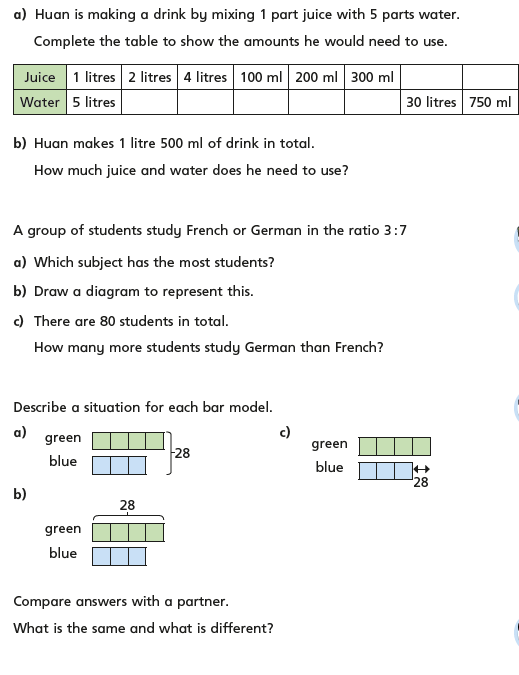 a) Huan is making a drink by mixing 1 part juice with 5 parts water.
Complete the table to show the amounts he would need to use.
Juice 1 litres 2 litres 4 litres 100 ml 200 ml 300 ml
Water 5 litres 30 litres 750 ml
b) Huan makes 1 litre 500 ml of drink in total.
How much juice and water does he need to use?
A group of students study French or German in the ratio 3:7
a) Which subject has the most students?
b) Draw a diagram to represent this.
c) There are 80 students in total.
How many more students study German than French?
Describe a situation for each bar model.
a)
green
blue
28
c)
green
blue
28
b)
28
green
blue
Compare answers with a partner.
What is the same and what is different?